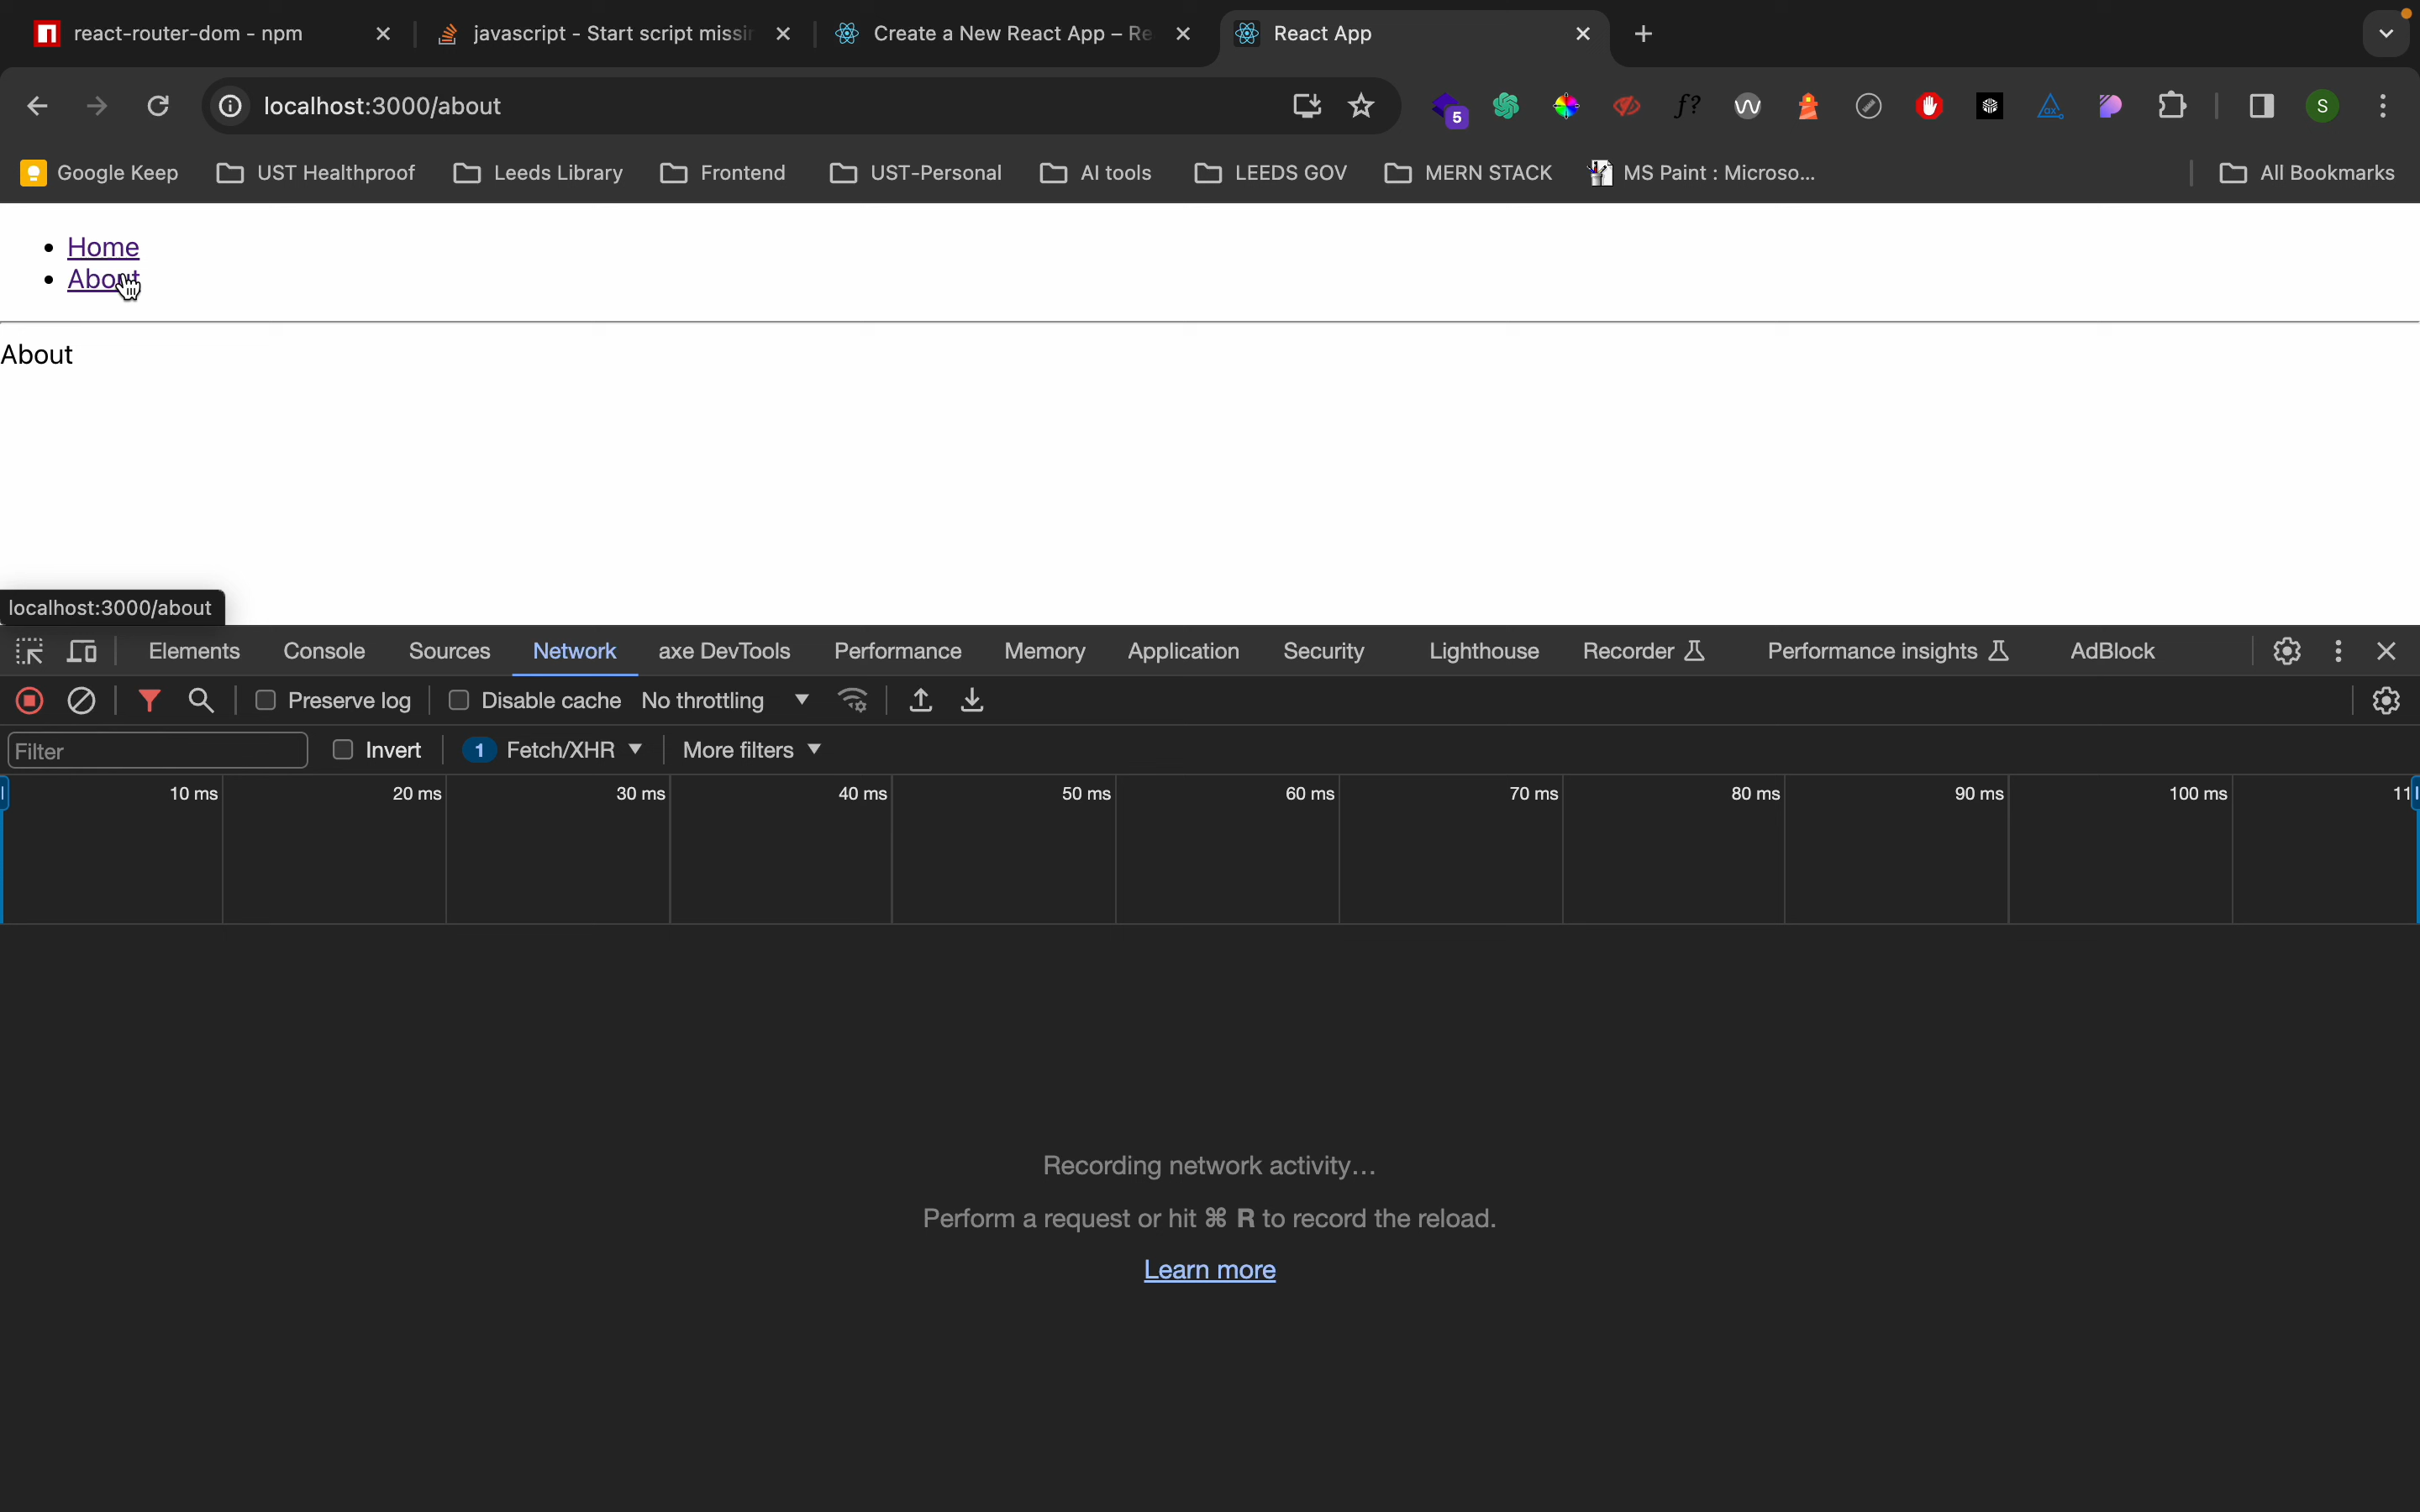 react-router-dom - npm
javascript - Start script missi
Create a New React App – Re
React App
localhost:3000/about
5
f?
S
Google Keep
UST Healthproof
Leeds Library
Frontend
UST-Personal
AI tools
LEEDS GOV
MERN STACK
MS Paint : Microso...
All Bookmarks
Home
About
About
localhost:3000/about
Elements
Console
Sources
Network
axe DevTools
Performance
Memory
Application
Security
Lighthouse
Recorder
Performance insights
AdBlock
Preserve log
Disable cache
No throttling
Filter
Invert
1 Fetch/XHR
More filters
10 ms
20 ms
30 ms
40 ms
50 ms
60 ms
70 ms
80 ms
90 ms
100 ms
11
Recording network activity…
Perform a request or hit ⌘ R to record the reload.
Learn more